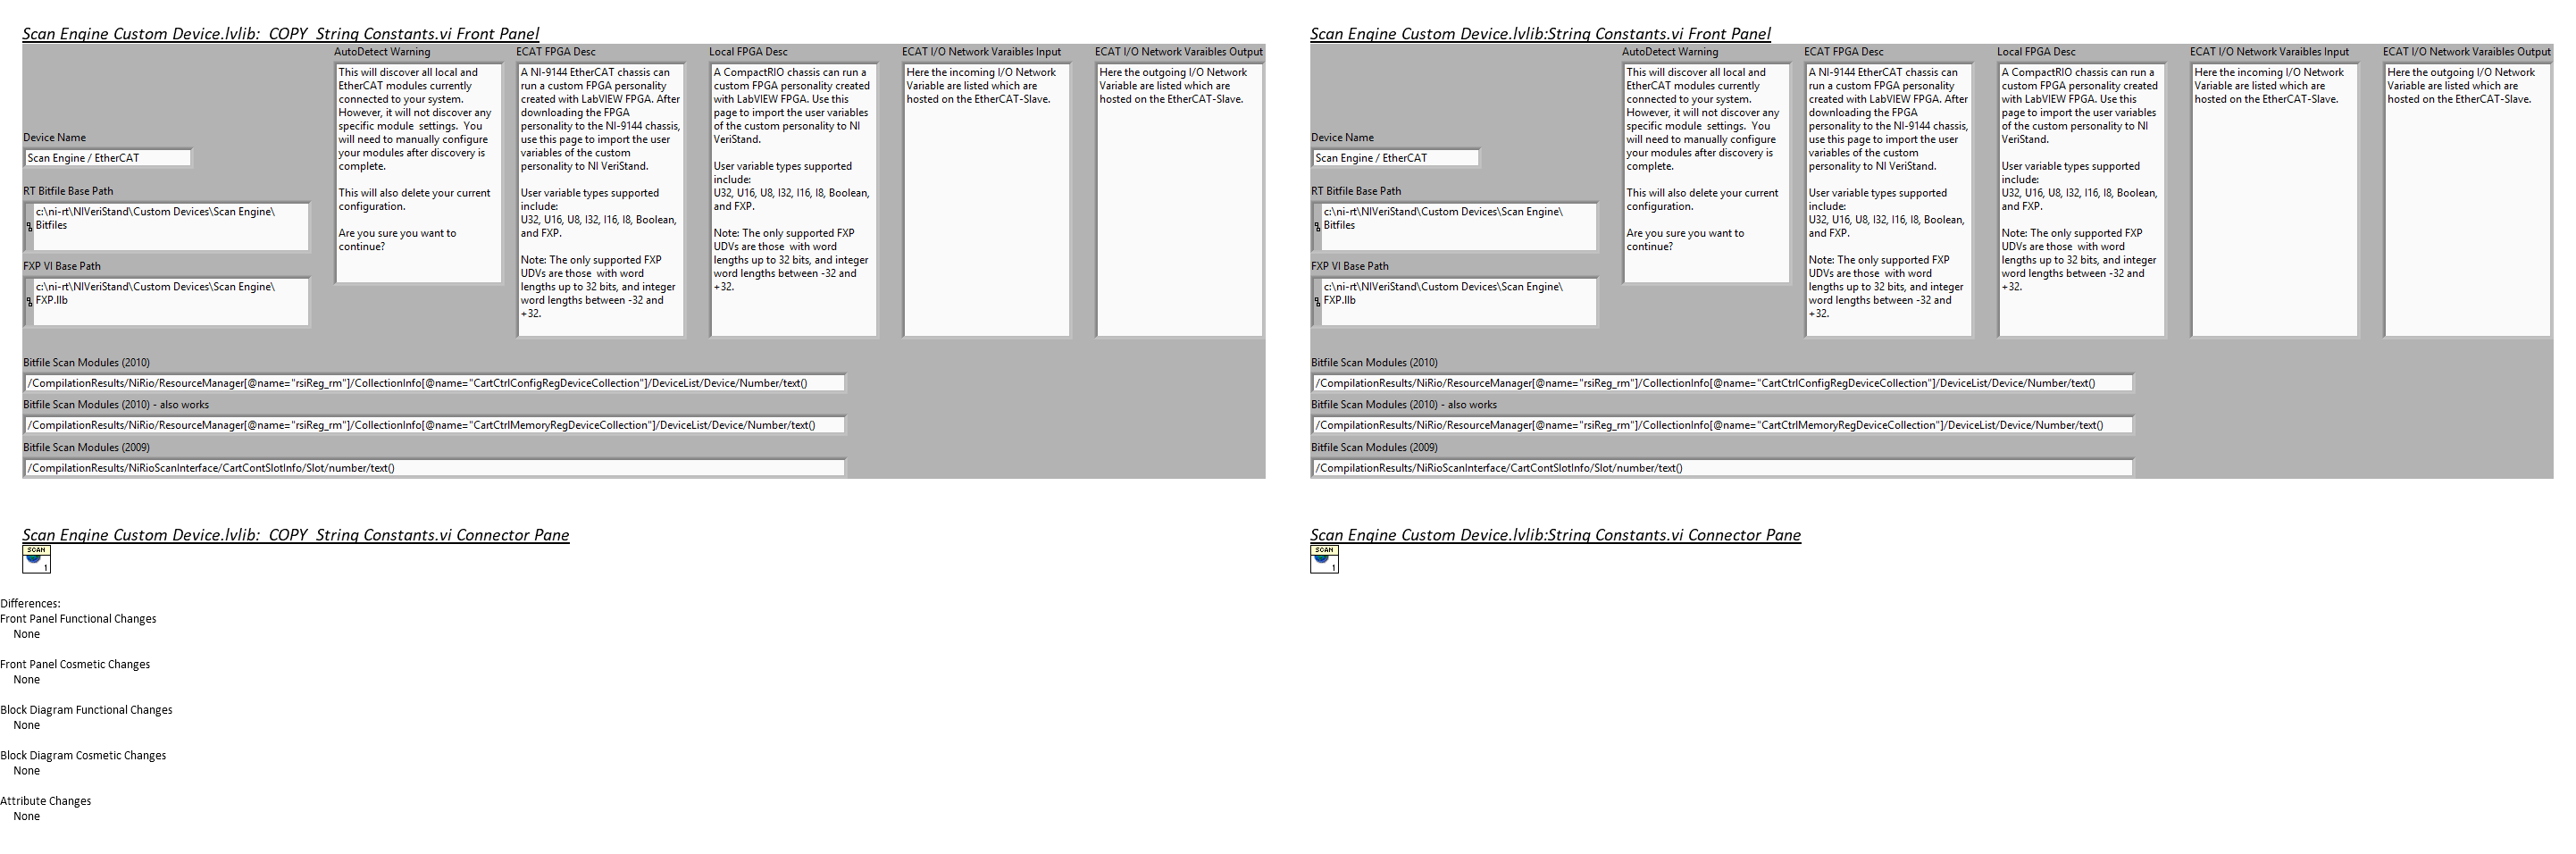 Scan Engine Custom Device.lvlib:_COPY_String Constants.vi Front Panel
AutoDetect Warning
This will discover all local and
EtherCAT modules currently
connected to your system.
However, it will not discover any
specific module  settings.  You
will need to manually configure
your modules after discovery is
complete.
This will also delete your current
configuration.
Are you sure you want to
continue?
ECAT FPGA Desc
A NI-9144 EtherCAT chassis can
run a custom FPGA personality
created with LabVIEW FPGA. After
downloading the FPGA
personality to the NI-9144 chassis,
use this page to import the user
variables of the custom
personality to NI VeriStand.
User variable types supported
include:
U32, U16, U8, I32, I16, I8, Boolean,
and FXP.
Note: The only supported FXP
UDVs are those  with word
lengths up to 32 bits, and integer
word lengths between -32 and
+32.
Local FPGA Desc
A CompactRIO chassis can run a
custom FPGA personality created
with LabVIEW FPGA. Use this
page to import the user variables
of the custom personality to NI
VeriStand.
User variable types supported
include:
U32, U16, U8, I32, I16, I8, Boolean,
and FXP.
Note: The only supported FXP
UDVs are those  with word
lengths up to 32 bits, and integer
word lengths between -32 and
+32.
ECAT I/O Network Varaibles Input
Here the incoming I/O Network
Variable are listed which are
hosted on the EtherCAT-Slave.
ECAT I/O Network Varaibles Output
Here the outgoing I/O Network
Variable are listed which are
hosted on the EtherCAT-Slave.
Device Name
Scan Engine / EtherCAT
RT Bitfile Base Path
c:\ni-rt\NIVeriStand\Custom Devices\Scan Engine\
Bitfiles
FXP VI Base Path
c:\ni-rt\NIVeriStand\Custom Devices\Scan Engine\
FXP.llb
Bitfile Scan Modules (2010)
/CompilationResults/NiRio/ResourceManager[@name="rsiReg_rm"]/CollectionInfo[@name="CartCtrlConfigRegDeviceCollection"]/DeviceList/Device/Number/text()
Bitfile Scan Modules (2010) - also works
/CompilationResults/NiRio/ResourceManager[@name="rsiReg_rm"]/CollectionInfo[@name="CartCtrlMemoryRegDeviceCollection"]/DeviceList/Device/Number/text()
Bitfile Scan Modules (2009)
/CompilationResults/NiRioScanInterface/CartContSlotInfo/Slot/number/text()
Scan Engine Custom Device.lvlib:String Constants.vi Front Panel
AutoDetect Warning
This will discover all local and
EtherCAT modules currently
connected to your system.
However, it will not discover any
specific module  settings.  You
will need to manually configure
your modules after discovery is
complete.
This will also delete your current
configuration.
Are you sure you want to
continue?
ECAT FPGA Desc
A NI-9144 EtherCAT chassis can
run a custom FPGA personality
created with LabVIEW FPGA. After
downloading the FPGA
personality to the NI-9144 chassis,
use this page to import the user
variables of the custom
personality to NI VeriStand.
User variable types supported
include:
U32, U16, U8, I32, I16, I8, Boolean,
and FXP.
Note: The only supported FXP
UDVs are those  with word
lengths up to 32 bits, and integer
word lengths between -32 and
+32.
Local FPGA Desc
A CompactRIO chassis can run a
custom FPGA personality created
with LabVIEW FPGA. Use this
page to import the user variables
of the custom personality to NI
VeriStand.
User variable types supported
include:
U32, U16, U8, I32, I16, I8, Boolean,
and FXP.
Note: The only supported FXP
UDVs are those  with word
lengths up to 32 bits, and integer
word lengths between -32 and
+32.
ECAT I/O Network Varaibles Input
Here the incoming I/O Network
Variable are listed which are
hosted on the EtherCAT-Slave.
ECAT I/O Network Varaibles Output
Here the outgoing I/O Network
Variable are listed which are
hosted on the EtherCAT-Slave.
Device Name
Scan Engine / EtherCAT
RT Bitfile Base Path
c:\ni-rt\NIVeriStand\Custom Devices\Scan Engine\
Bitfiles
FXP VI Base Path
c:\ni-rt\NIVeriStand\Custom Devices\Scan Engine\
FXP.llb
Bitfile Scan Modules (2010)
/CompilationResults/NiRio/ResourceManager[@name="rsiReg_rm"]/CollectionInfo[@name="CartCtrlConfigRegDeviceCollection"]/DeviceList/Device/Number/text()
Bitfile Scan Modules (2010) - also works
/CompilationResults/NiRio/ResourceManager[@name="rsiReg_rm"]/CollectionInfo[@name="CartCtrlMemoryRegDeviceCollection"]/DeviceList/Device/Number/text()
Bitfile Scan Modules (2009)
/CompilationResults/NiRioScanInterface/CartContSlotInfo/Slot/number/text()
Scan Engine Custom Device.lvlib:_COPY_String Constants.vi Connector Pane
SCAN
1
Scan Engine Custom Device.lvlib:String Constants.vi Connector Pane
SCAN
1
Differences:
Front Panel Functional Changes
None
Front Panel Cosmetic Changes
None
Block Diagram Functional Changes
None
Block Diagram Cosmetic Changes
None
Attribute Changes
None